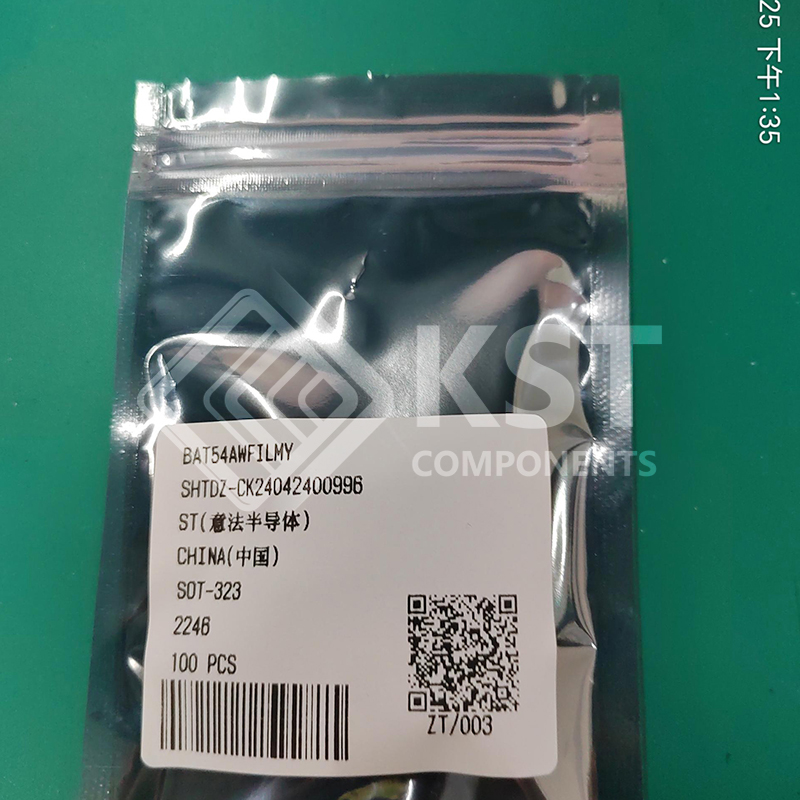 25 下午1:35
KST
COMPONENTS
BAT54AWFILMY
SHTDZ-CK24042400996
ST(意法半导体)
CHINA(中国)
SOT-323
2246
100 PCS
ZT/003